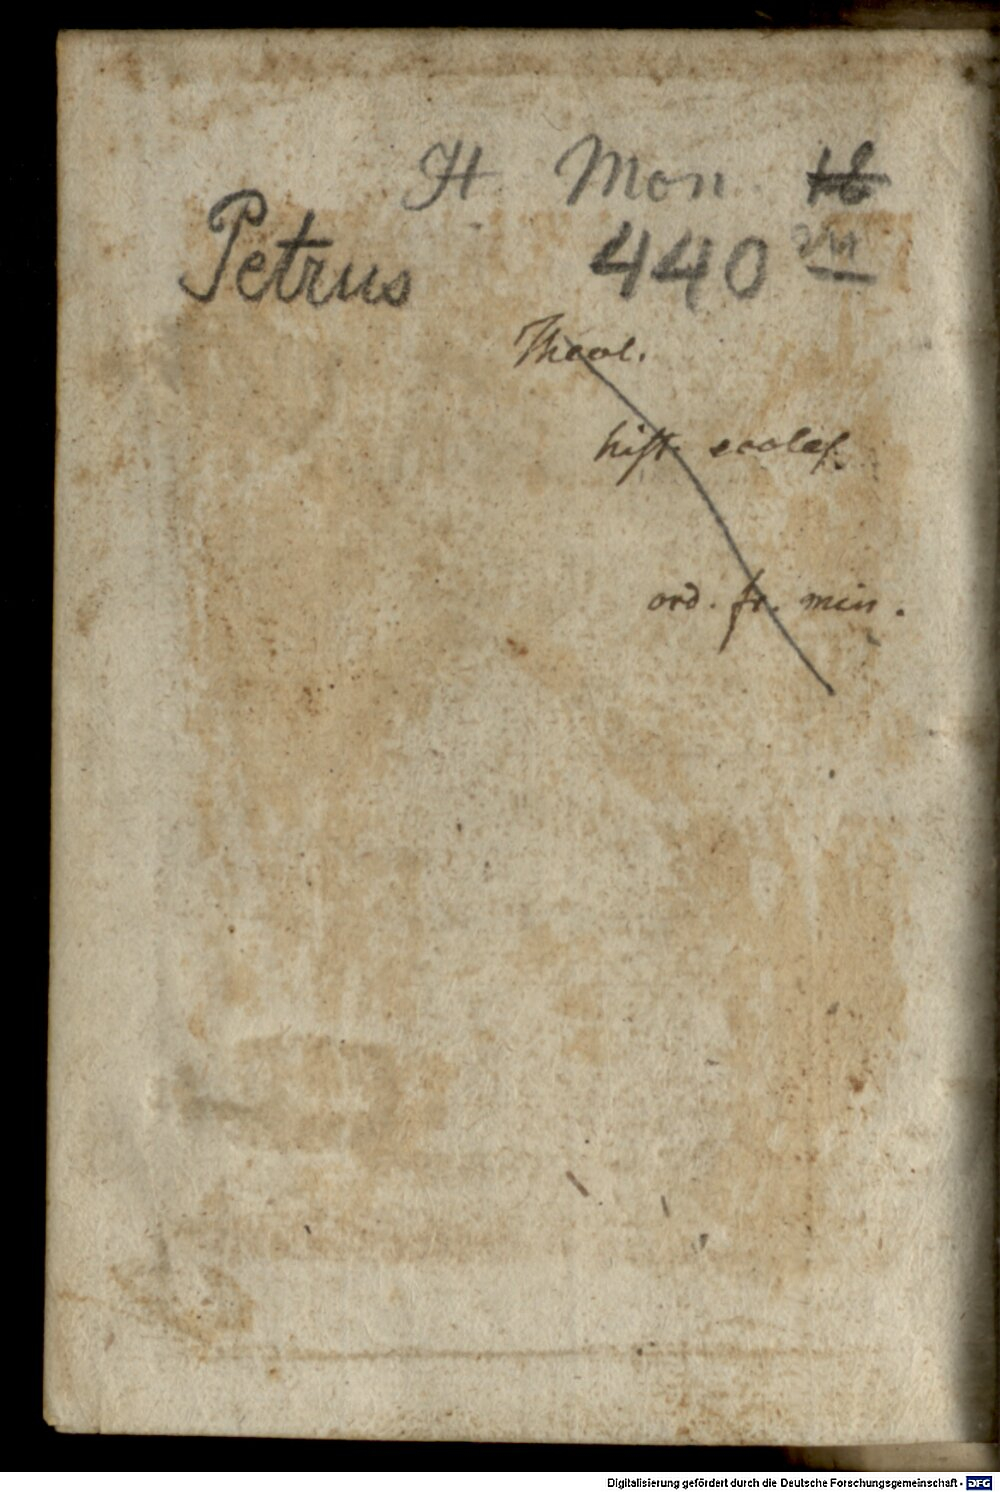 H Mon.
Petrus 440
Theol.
hist. eccles.
ord. fr. min.
Digitalisierung gefördert durch die Deutsche Forschungsgemeinschaft - DFG